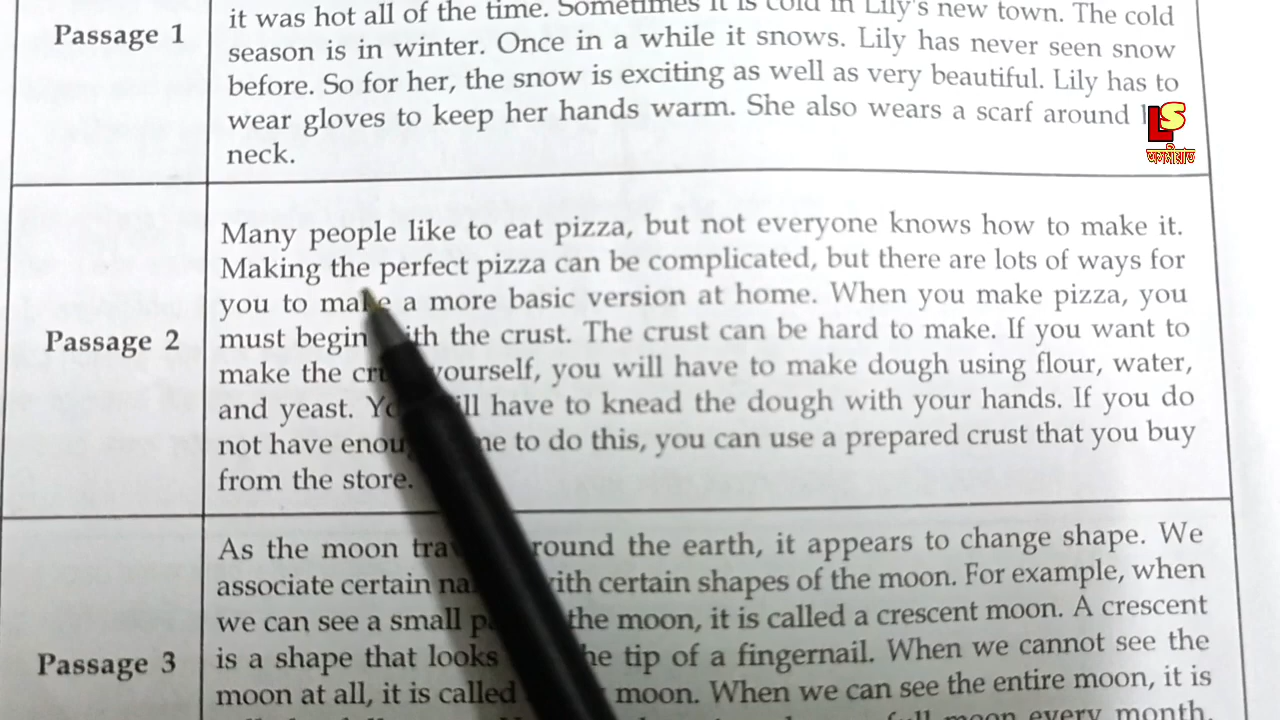 it was hot all of the time. Sometimes it is cold in Lily's new town. The cold
Passage 1
season is in winter. Once in a while it snows. Lily has never seen snow
before. So for her, the snow is exciting as well as very beautiful. Lily has to
wear gloves to keep her hands warm. She also wears a scarf around
neck.
LS
অসমীয়াত
Many people like to eat pizza, but not everyone knows how to make it.
Making the perfect pizza can be complicated, but there are lots of ways for
you to make a more basic version at home. When you make pizza, you
Passage 2
must begin with the crust. The crust can be hard to make. If you want to
make the yourself, you will have to make dough using flour, water,
and yeast. will have to knead the dough with your hands. If you do
not have to do this, you can use a prepared crust that you buy
from the store.
As the moon around the earth, it appears to change shape. We
associate certain with certain shapes of the moon. For example, when
we can see a small the moon, it is called a crescent moon. A crescent
Passage 3
is a shape that looks the tip of a fingernail. When we cannot see the
moon at all, it is called moon. When we can see the entire moon, it is
full moon every month.